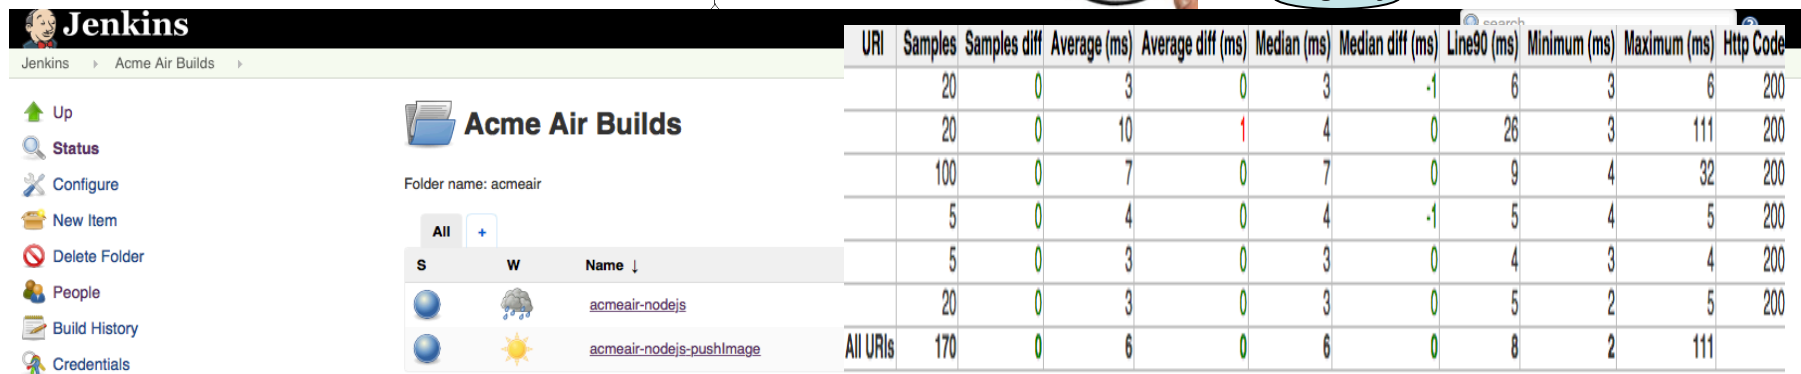 Jenkins
search
Jenkins Acme Air Builds
Up
Status
Configure
New Item
Delete Folder
People
Build History
Credentials
Acme Air Builds
Folder name: acmeair
All +
S W Name ↓
acmeair-nodejs
acmeair-nodejs-pushImage
URI Samples Samples diff Average (ms) Average diff (ms) Median (ms) Median diff (ms) Line90 (ms) Minimum (ms) Maximum (ms) Http Code
20 0 3 0 3 -1 6 3 6 200
20 0 10 1 4 0 26 3 111 200
100 0 7 0 7 0 9 4 32 200
5 0 4 0 4 -1 5 4 5 200
5 0 3 0 3 0 4 3 4 200
20 0 3 0 3 0 5 2 5 200
All URIs 170 0 6 0 6 0 8 2 111